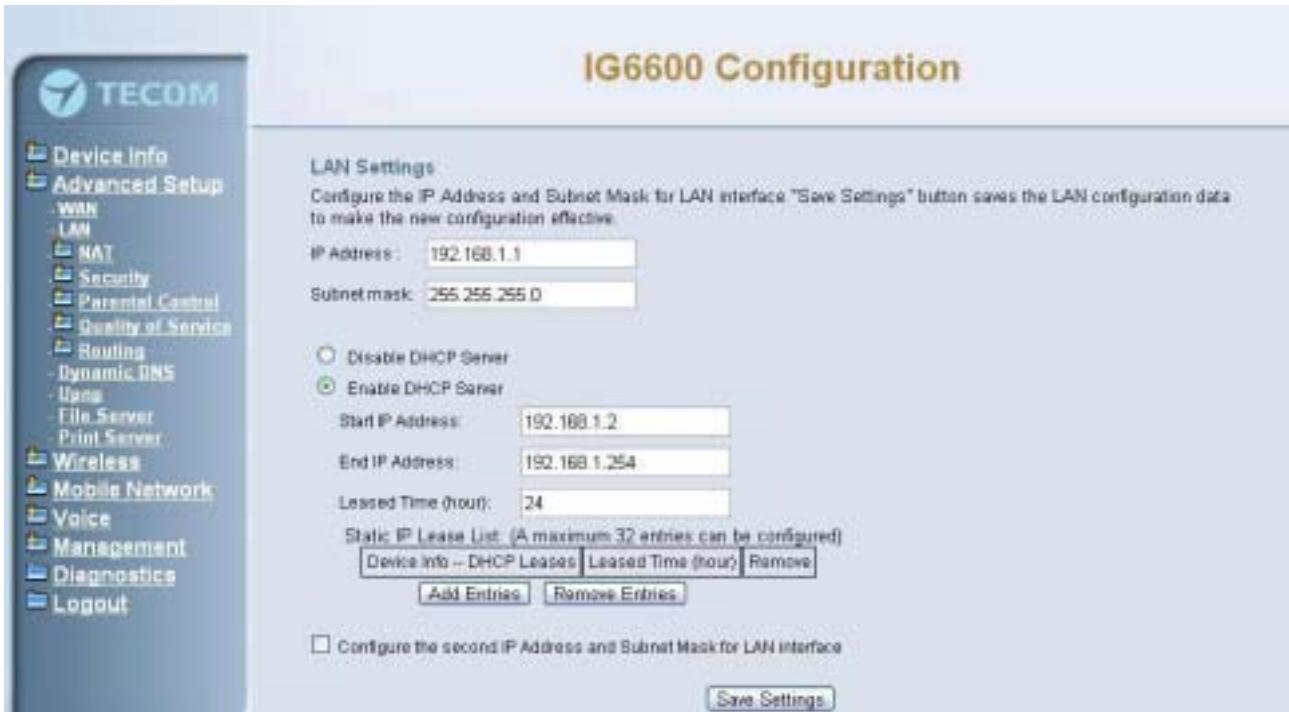 IG6600 Configuration
TECOM
Device Info
Advanced Setup
- WAN
- LAN
NAT
Security
Parental Control
Quality of Service
Routing
- Dynamic DNS
- Upnp
- File Server
- Print Server
Wireless
Mobile Network
Voice
Management
Diagnostics
Logout
LAN Settings
Configure the IP Address and Subnet Mask for LAN interface "Save Settings" button saves the LAN configuration data
to make the new configuration effective.
IP Address : 192.168.1.1
Subnet mask: 255.255.255.0
Disable DHCP Server
Enable DHCP Server
Start IP Address: 192.168.1.2
End IP Address: 192.168.1.254
Leased Time (hour): 24
Static IP Lease List: (A maximum 32 entries can be configured)
Device Info -- DHCP Leases Leased Time (hour) Remove
Add Entries Remove Entries
Configure the second IP Address and Subnet Mask for LAN interface
Save Settings